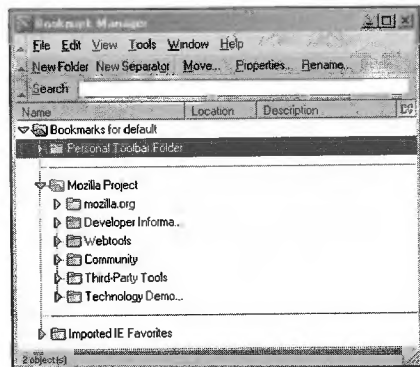 Bookmark Manager
File Edit View Tools Window Help
New Folder New Separator Move... Properties... Rename...
Search
Name Location Description
Bookmarks for default
Personal Toolbar Folder
Mozilla Project
mozilla.org
Developer Informa..
Webtools
Community
Third-Party Tools
Technology Demo...
Imported IE Favorites
2 object(s)